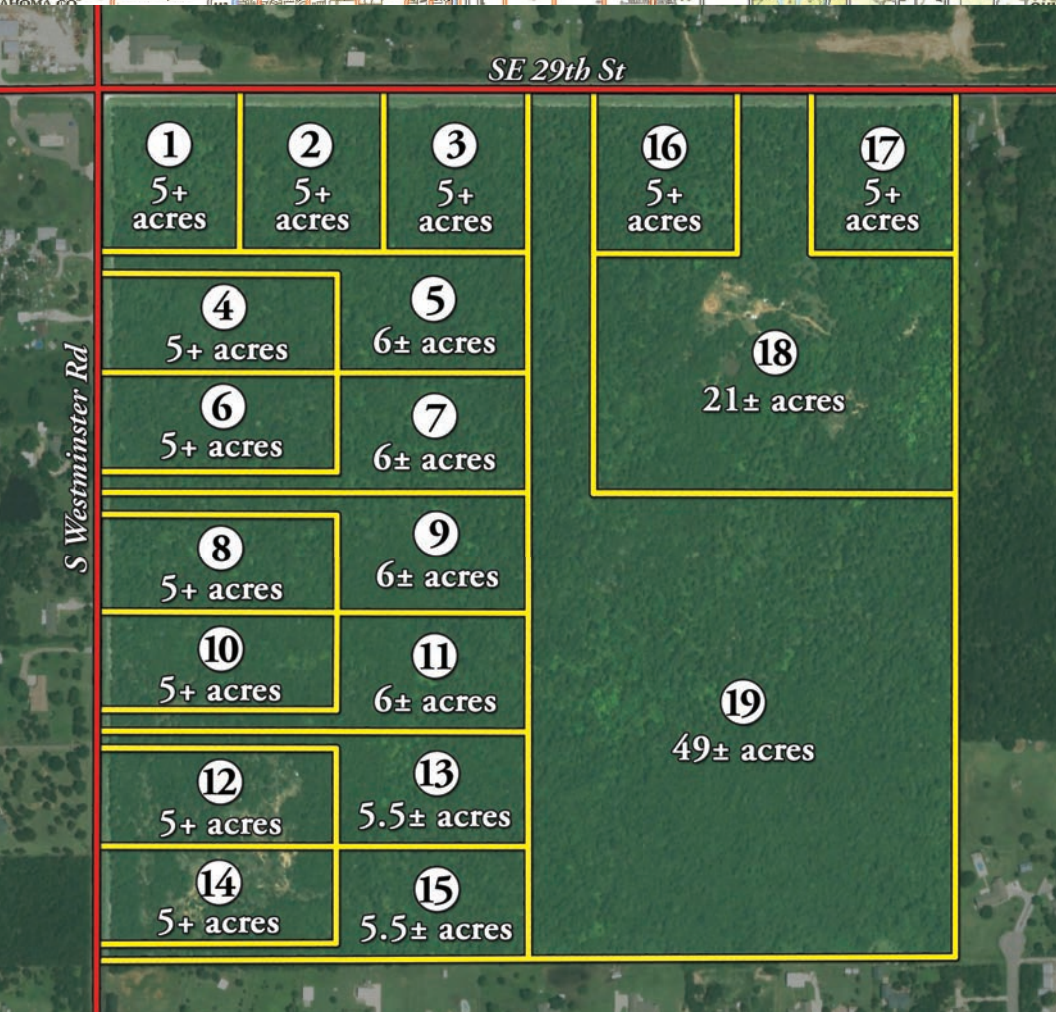 SE 29th St
S Westminster Rd
1
5+
acres
2
5+
acres
3
5+
acres
16
5+
acres
17
5+
acres
4
5+ acres
5
6± acres
18
21± acres
6
5+ acres
7
6± acres
8
5+ acres
9
6± acres
10
5+ acres
11
6± acres
19
49± acres
12
5+ acres
13
5.5± acres
14
5+ acres
15
5.5± acres